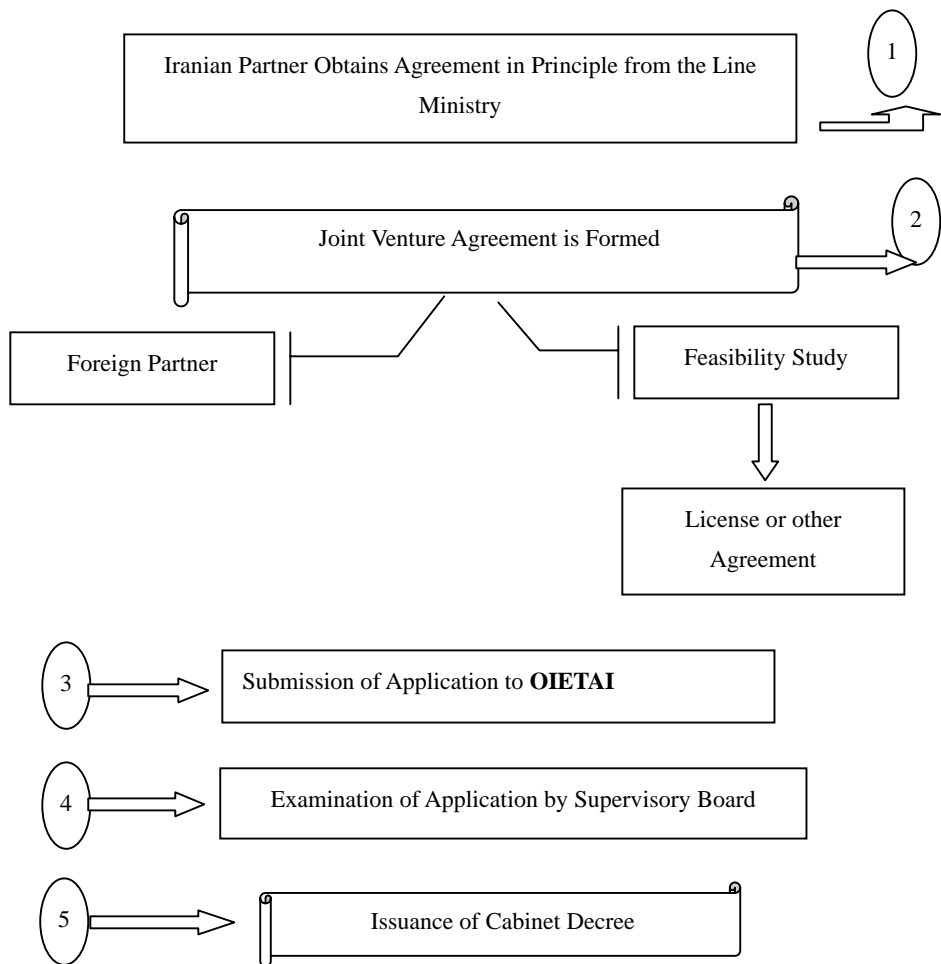 Iranian Partner Obtains Agreement in Principle from the Line
Ministry
1
Joint Venture Agreement is Formed
2
Foreign Partner
Feasibility Study
License or other
Agreement
3
Submission of Application to OIETAI
4
Examination of Application by Supervisory Board
5
Issuance of Cabinet Decree